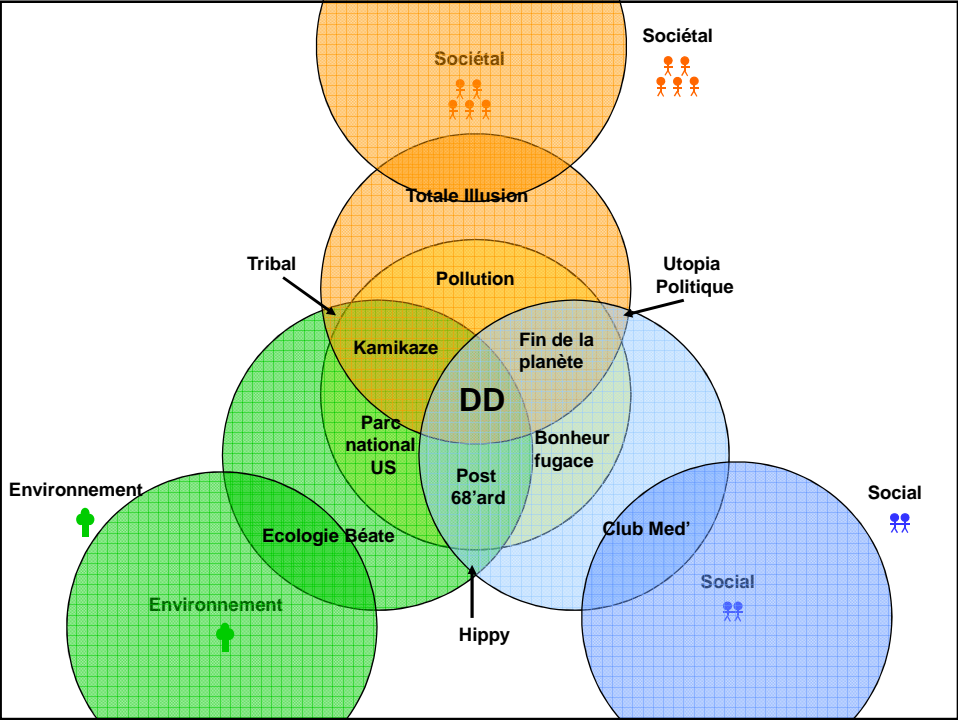 Sociétal
Sociétal
Totale Illusion
Tribal
Utopia
Politique
Pollution
Kamikaze
Fin de la
planète
DD
Parc
national
US
Bonheur
fugace
Post
68'ard
Environnement
Social
Ecologie Béate
Club Med'
Environnement
Social
Hippy